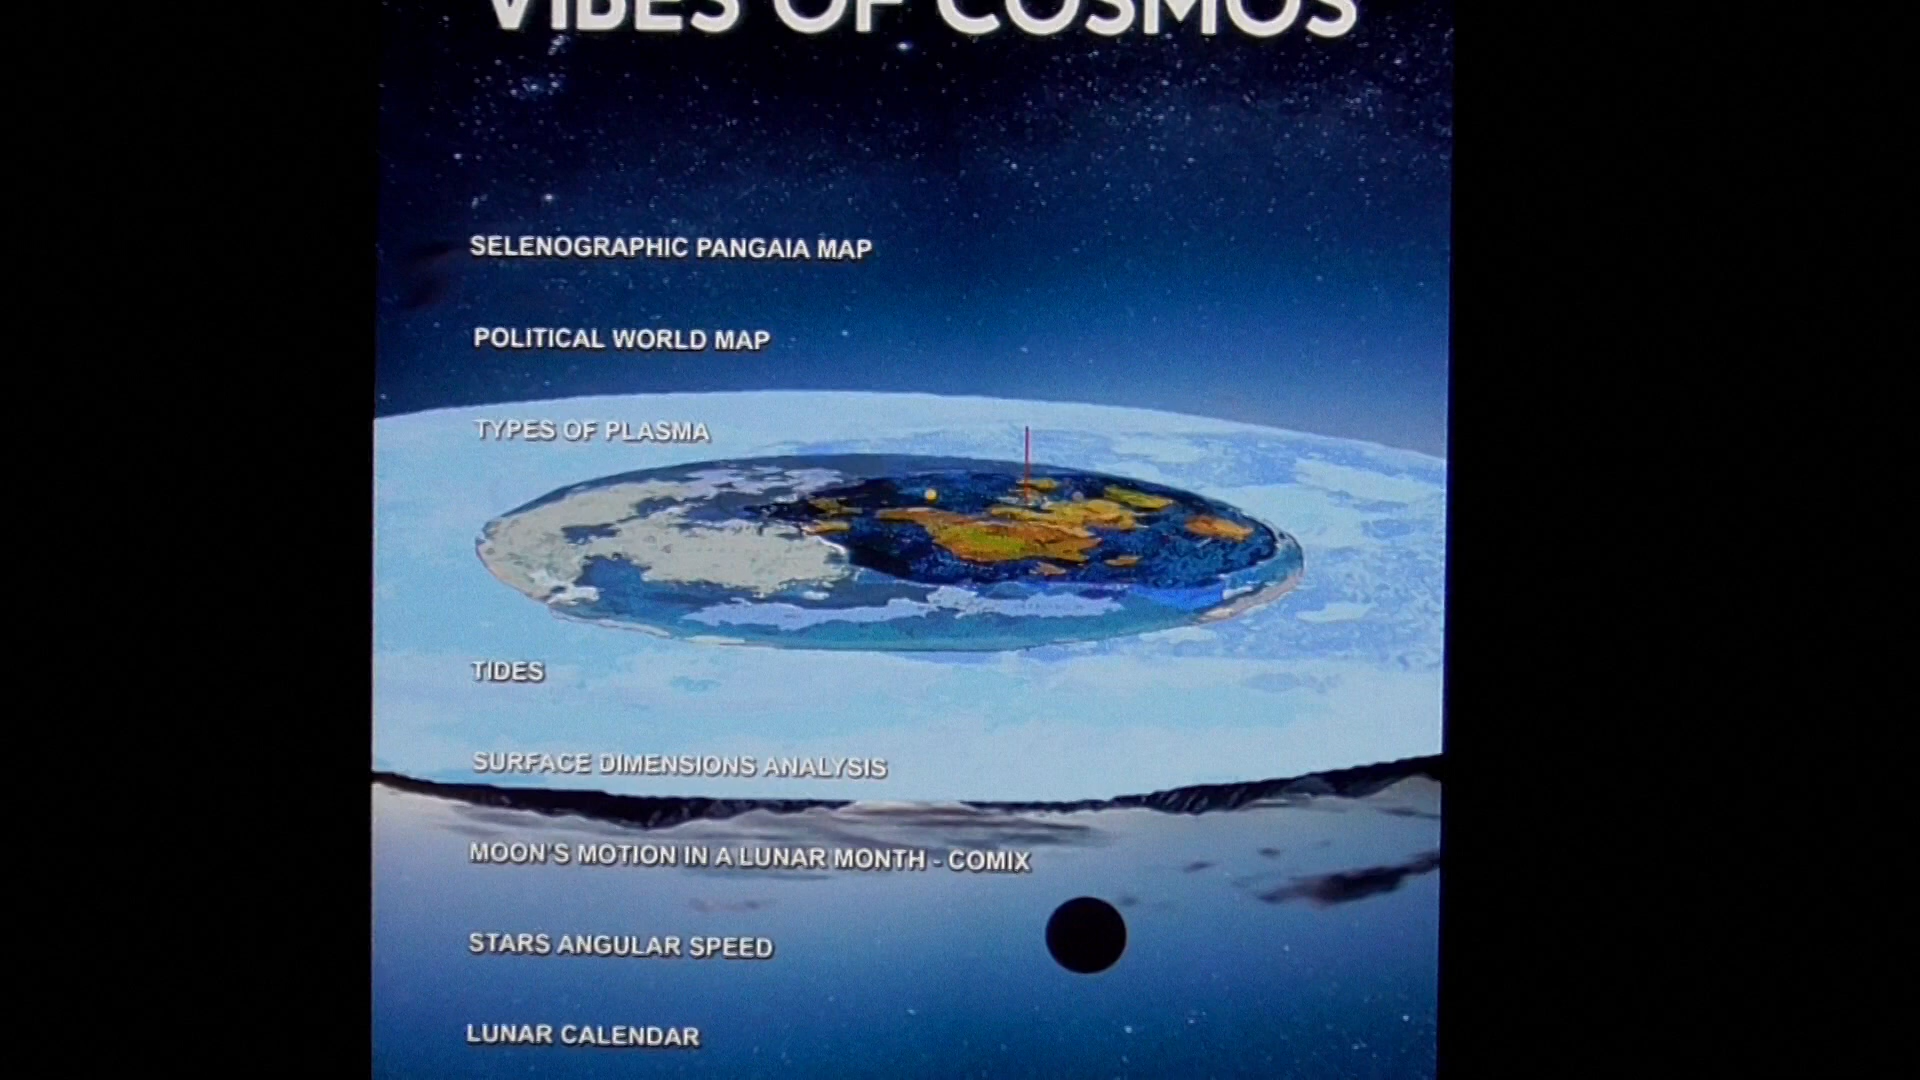 VIBES OF COSMOS
SELENOGRAPHIC PANGAIA MAP
POLITICAL WORLD MAP
TYPES OF PLASMA
TIDES
SURFACE DIMENSIONS ANALYSIS
MOON'S MOTION IN A LUNAR MONTH - COMIX
STARS ANGULAR SPEED
LUNAR CALENDAR